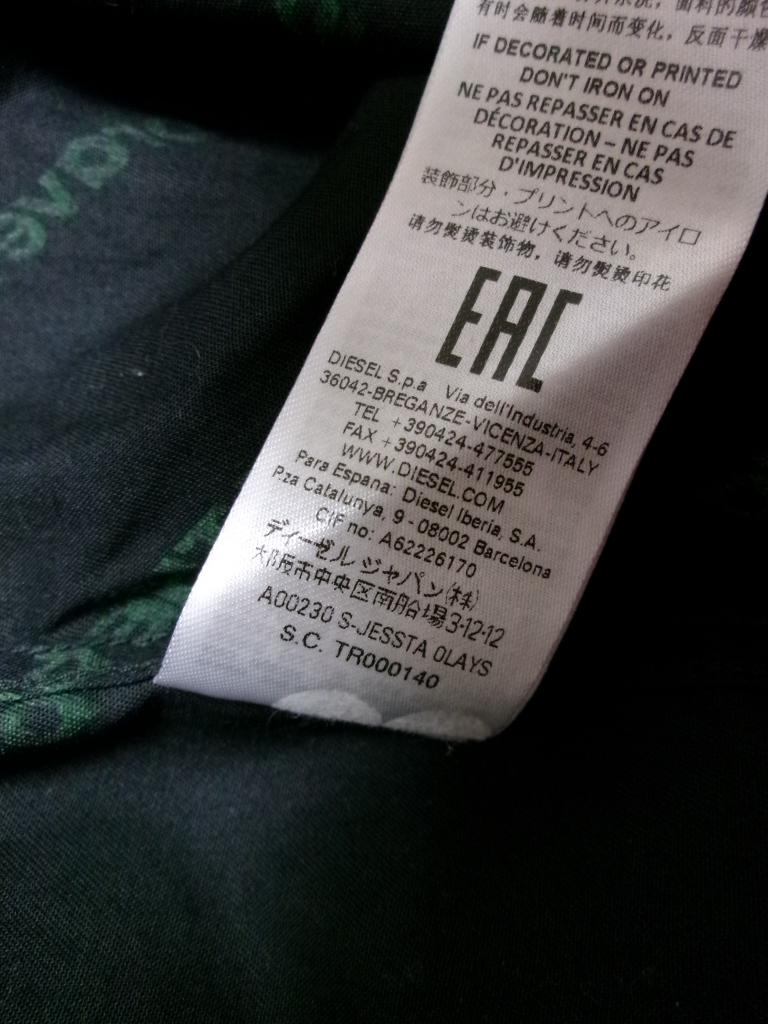 面料的颜色
有时会随着时间而变化, 反面干燥
IF DECORATED OR PRINTED
DON'T IRON ON
NE PAS REPASSER EN CAS DE
DÉCORATION – NE PAS
REPASSER EN CAS
D'IMPRESSION
装飾部分・プリントへのアイロ
ンはお避けください。
请勿熨烫装饰物, 请勿熨烫印花
EAC
DIESEL S.p.a Via dell'Industria, 4-6
36042-BREGANZE-VICENZA-ITALY
TEL +390424-477555
FAX +390424-411955
WWW.DIESEL.COM
Para Espana: Diesel Iberia, S.A.
P.za Catalunya, 9 - 08002 Barcelona
CIF no: A62226170
ディーゼル ジャパン(株)
大阪市中央区南船場3-12-12
A00230 S-JESSTA 0LAYS
S.C. TR000140